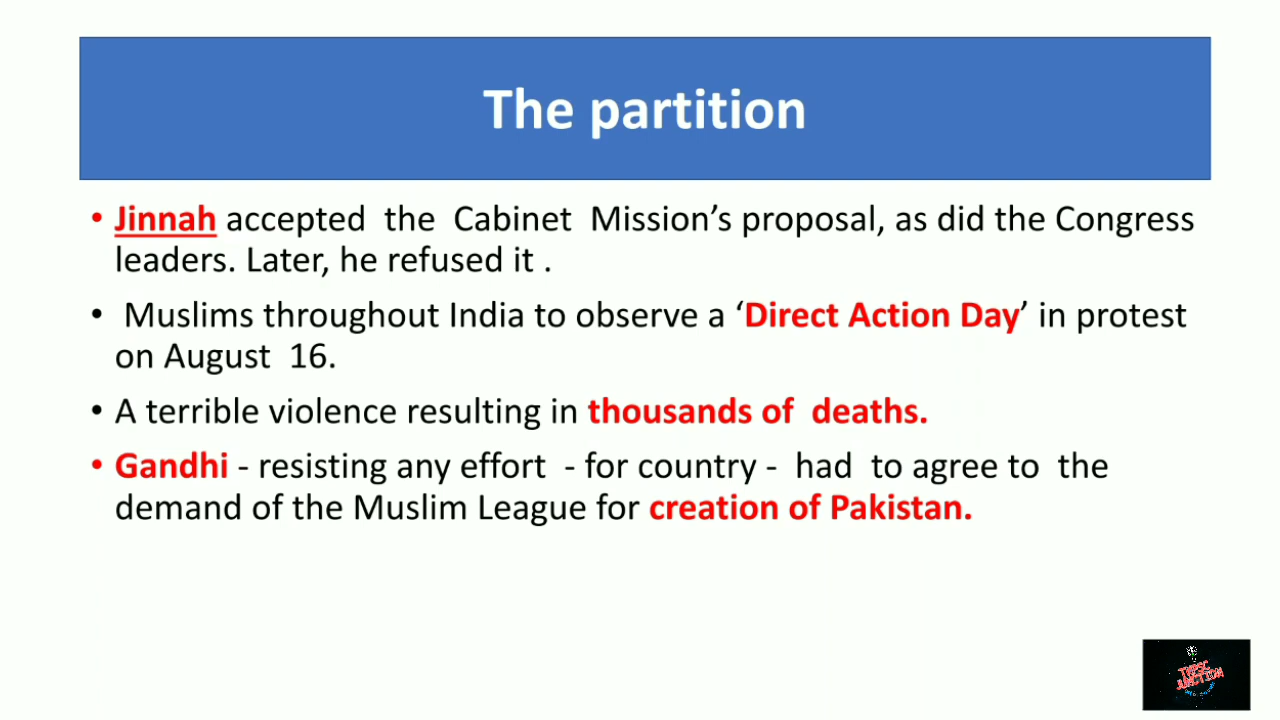 The partition
• Jinnah accepted the Cabinet Mission’s proposal, as did the Congress
leaders. Later, he refused it .
• Muslims throughout India to observe a ‘Direct Action Day’ in protest
on August 16.
• A terrible violence resulting in thousands of deaths.
• Gandhi - resisting any effort - for country - had to agree to the
demand of the Muslim League for creation of Pakistan.
TNPSC
JUNCTION